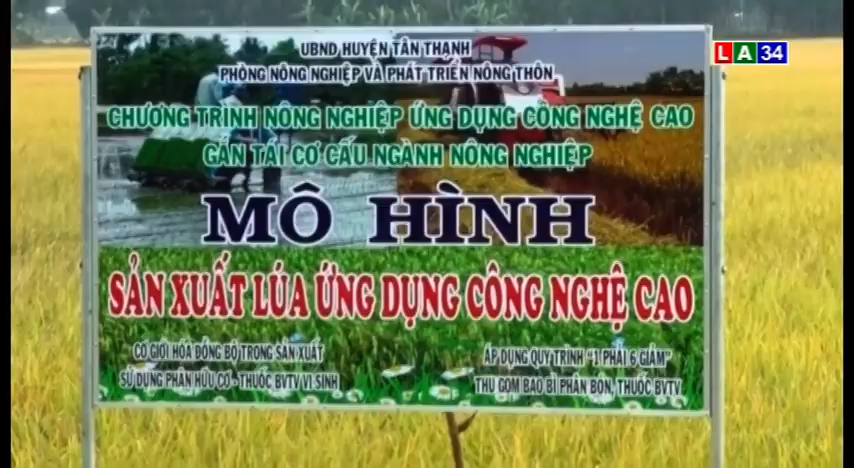 LA34
UBND HUYỆN TÂN THẠNH
PHÒNG NÔNG NGHIỆP VÀ PHÁT TRIỂN NÔNG THÔN
CHƯƠNG TRÌNH NÔNG NGHIỆP ỨNG DỤNG CÔNG NGHỆ CAO
GẮN TÁI CƠ CẤU NGÀNH NÔNG NGHIỆP
MÔ HÌNH
SẢN XUẤT LÚA ỨNG DỤNG CÔNG NGHỆ CAO
CƠ GIỚI HÓA ĐỒNG BỘ TRONG SẢN XUẤT
SỬ DỤNG PHÂN HỮU CƠ - THUỐC BVTV VI SINH
ÁP DỤNG QUY TRÌNH "1 PHẢI 6 GIẢM"
THU GOM BAO BÌ PHÂN BÓN, THUỐC BVTV